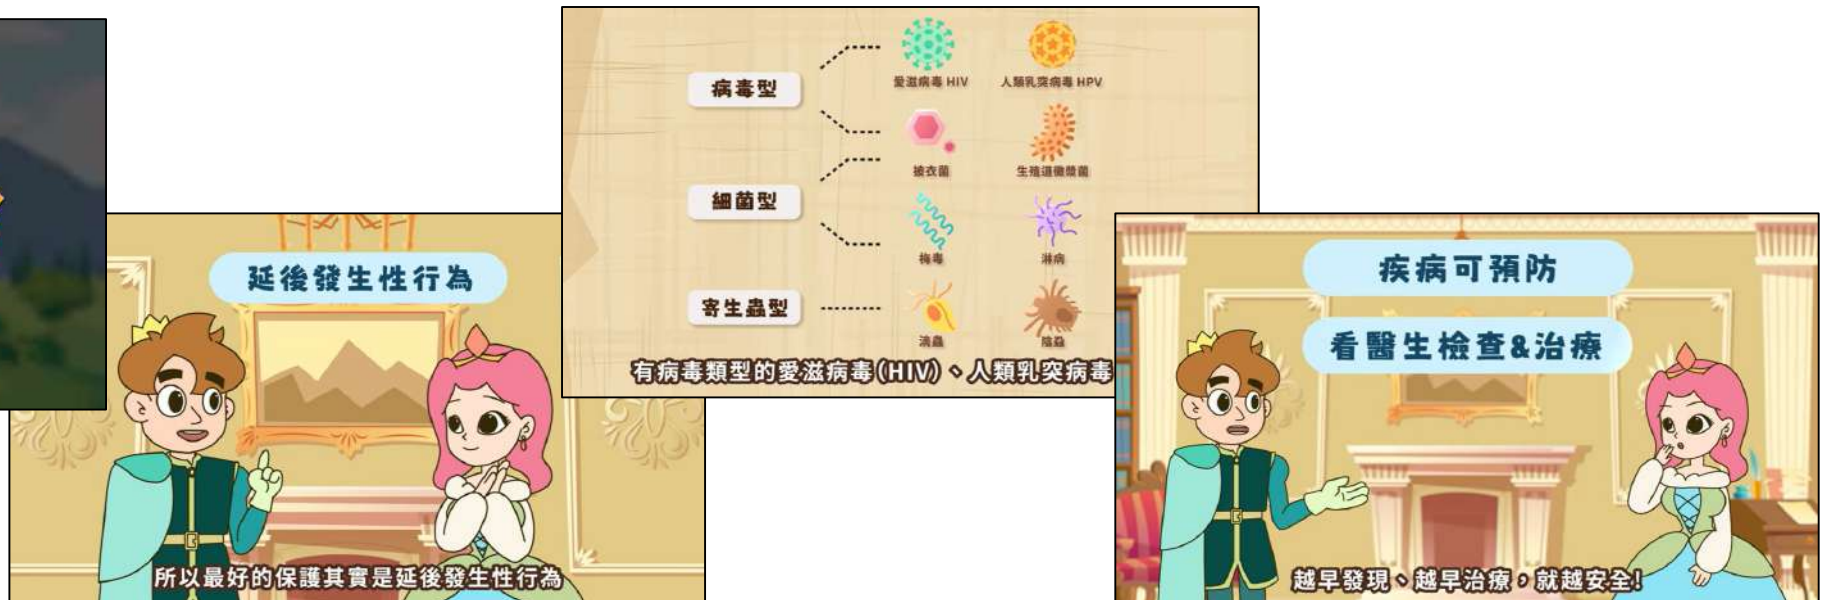 延後發生性行為
所以最好的保護其實是延後發生性行為
病毒型
愛滋病毒 HIV
人類乳突病毒 HPV
披衣菌
生殖道黴漿菌
細菌型
梅毒
淋病
寄生蟲型
滴蟲
陰蝨
有病毒類型的愛滋病毒(HIV)、人類乳突病毒
疾病可預防
看醫生檢查&治療
越早發現、越早治療，就越安全!